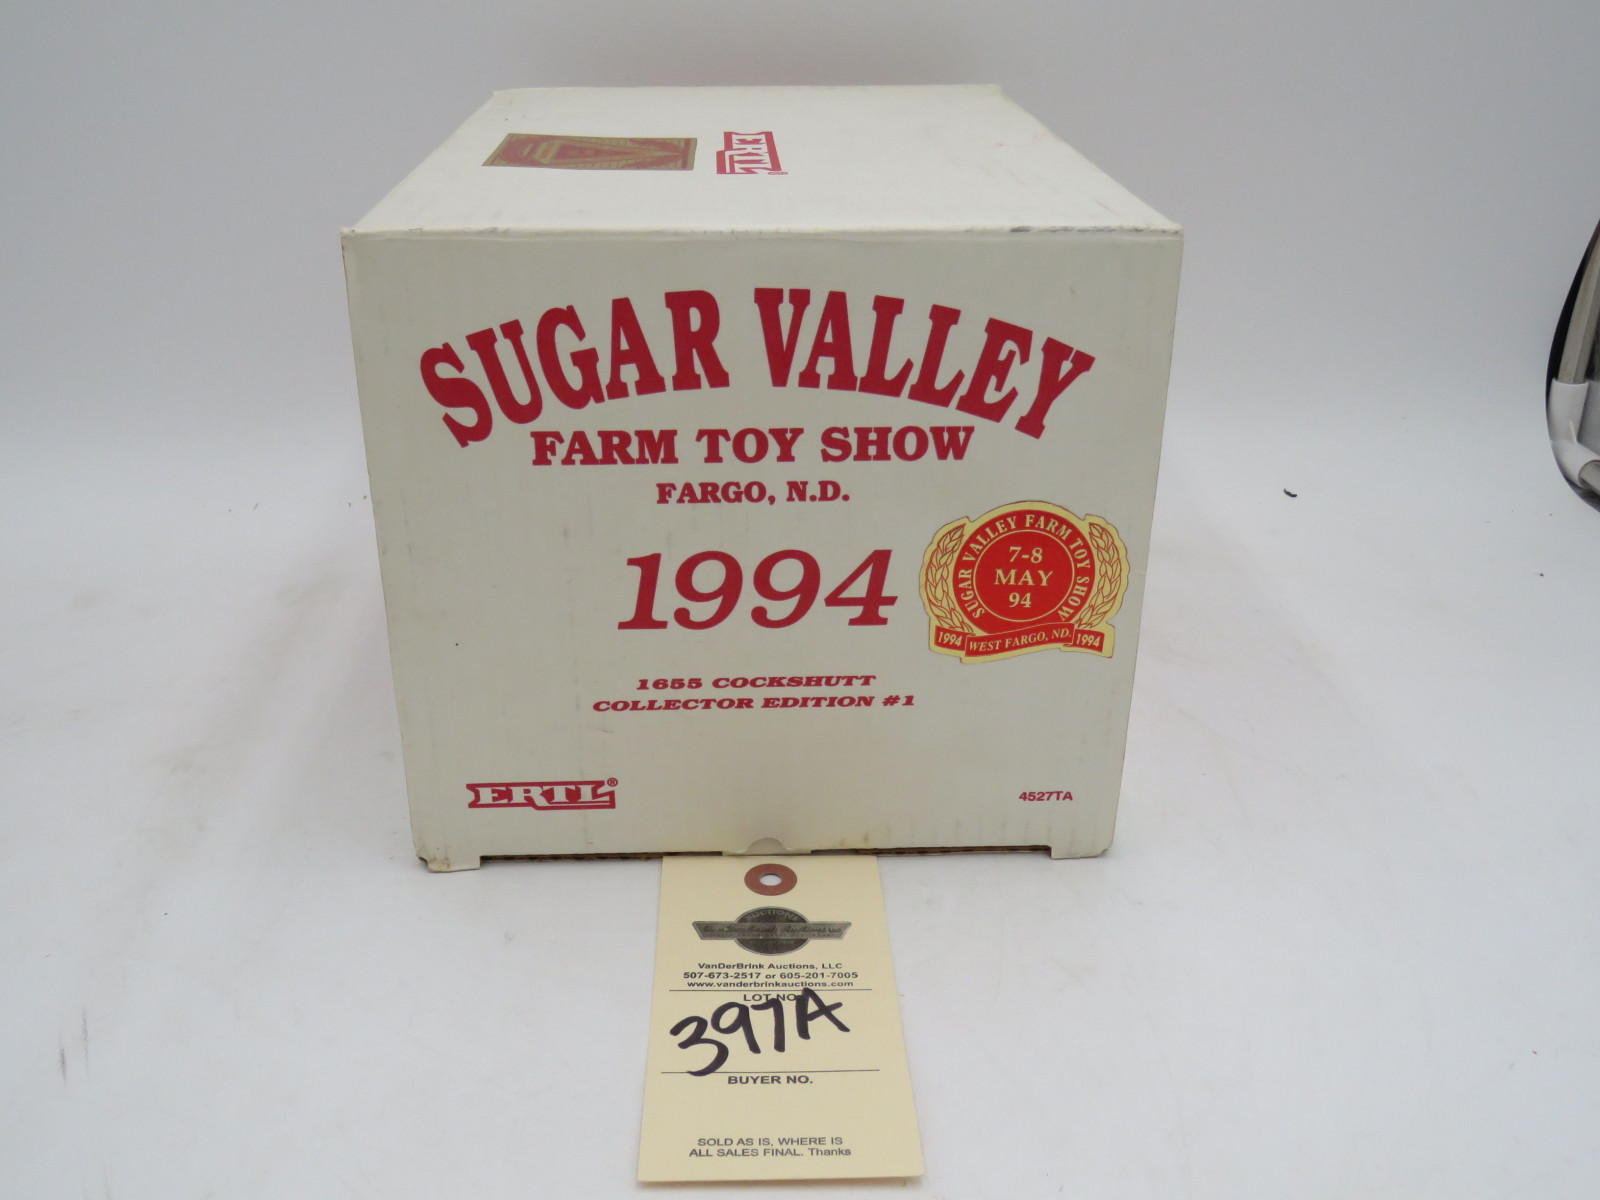 ERTL®
SUGAR VALLEY
FARM TOY SHOW
FARGO, N.D.
1994
SUGAR VALLEY FARM TOY SHOW
7-8
MAY
94
1994 WEST FARGO, ND. 1994
1655 COCKSHUTT
COLLECTOR EDITION #1
ERTL®
4527TA
AUCTIONS
VanDerBrink Auctions, LLC
507-673-2517 or 605-201-7005
www.vanderbrinkauctions.com
LOT NO.
397A
BUYER NO.
SOLD AS IS, WHERE IS
ALL SALES FINAL. Thanks